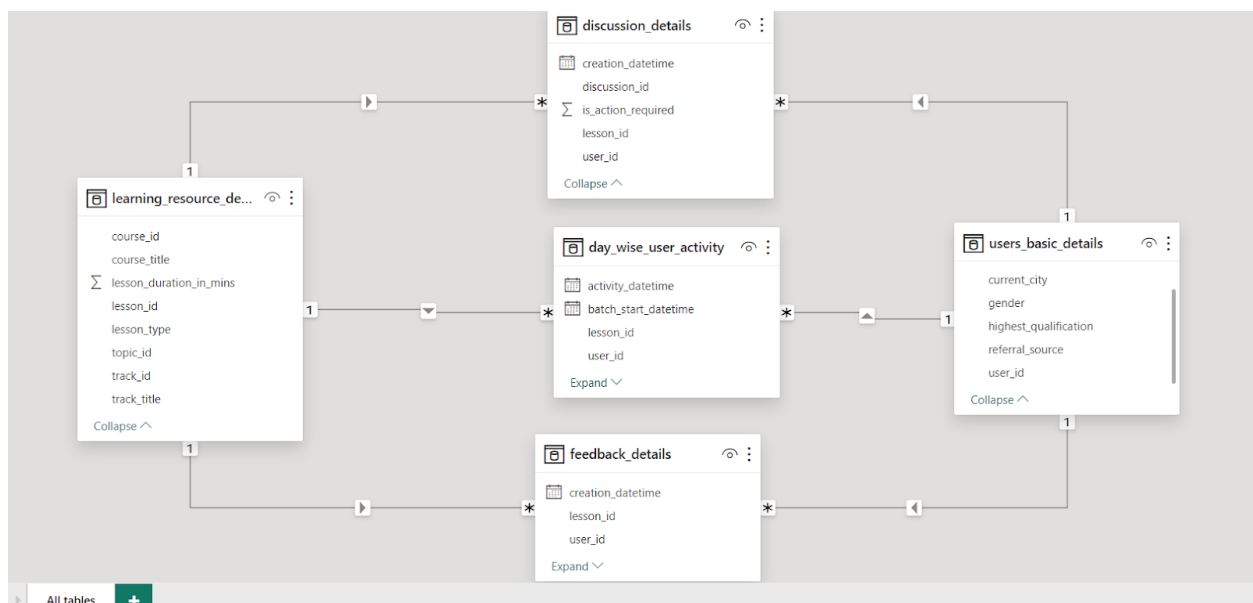 discussion_details
creation_datetime
discussion_id
is_action_required
lesson_id
user_id
Collapse
learning_resource_de...
course_id
course_title
lesson_duration_in_mins
lesson_id
lesson_type
topic_id
track_id
track_title
Collapse
day_wise_user_activity
activity_datetime
batch_start_datetime
lesson_id
user_id
Expand
users_basic_details
current_city
gender
highest_qualification
referral_source
user_id
Collapse
feedback_details
creation_datetime
lesson_id
user_id
Expand
1
*
*
1
1
*
*
1
1
*
*
1
All tables
+